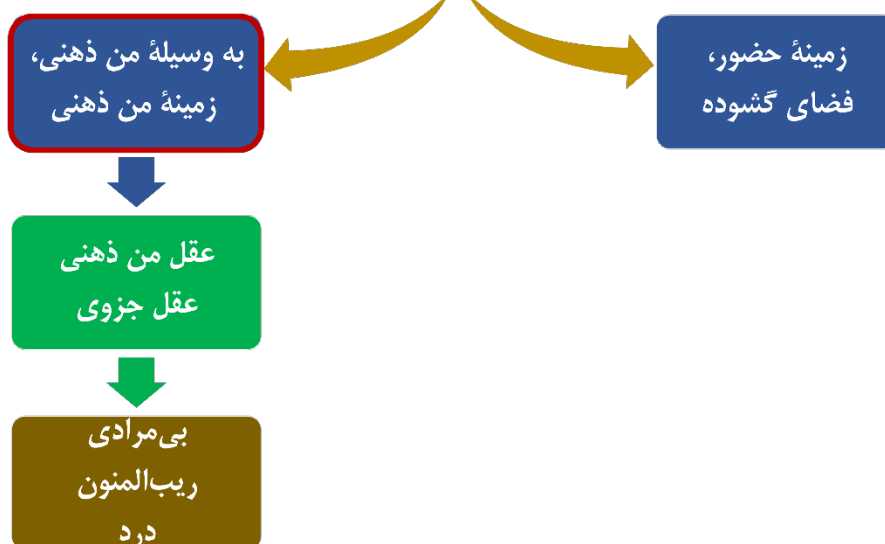 زمینهٔ حضور،
فضای گشوده
به وسیلهٔ من ذهنی،
زمینهٔ من ذهنی
عقل من ذهنی
عقل جزوی
بی‌مرادی
ریب‌المنون
درد